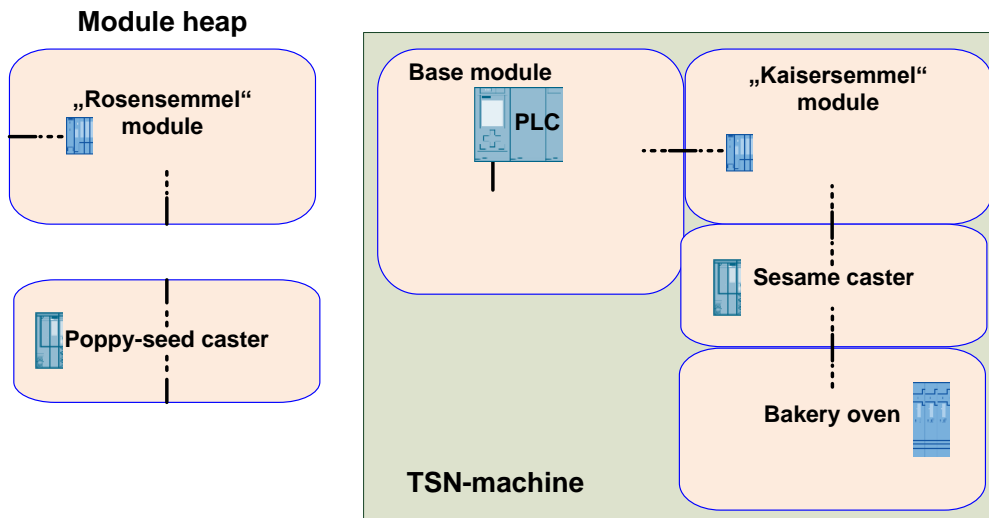 Module heap
„Rosensemmel“
module
Poppy-seed caster
Base module
PLC
„Kaisersemmel“
module
Sesame caster
Bakery oven
TSN-machine